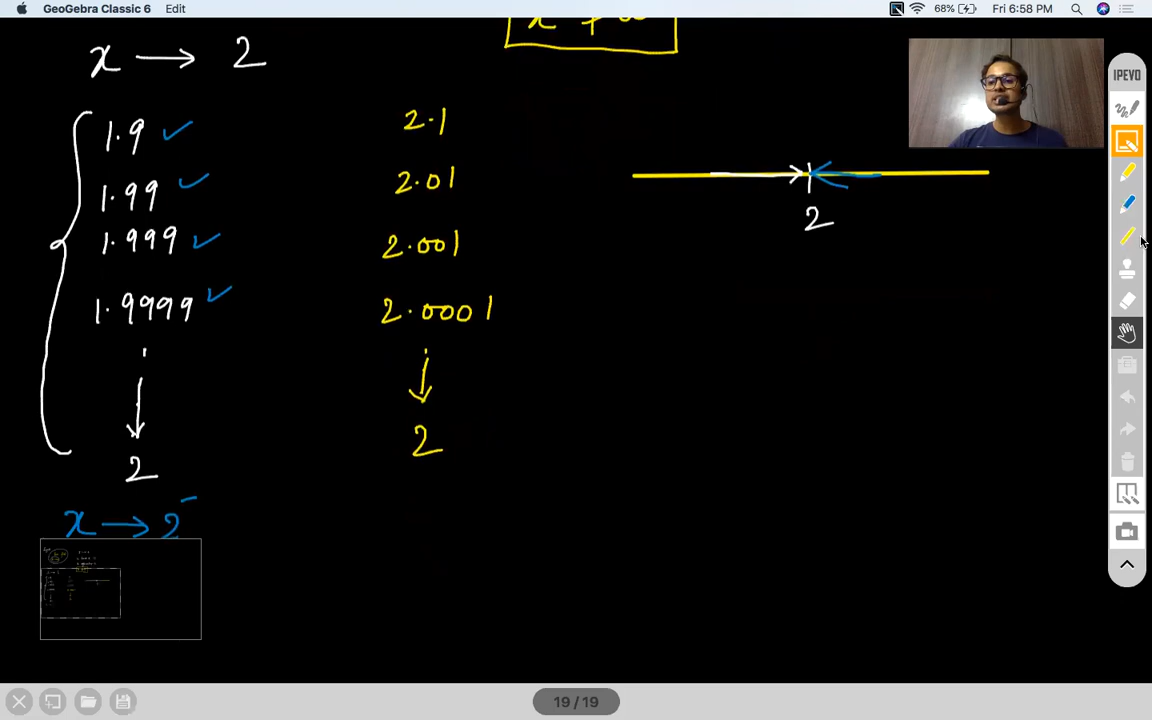 GeoGebra Classic 6 Edit
68% Fri 6:58 PM
IPEVO
x → 2
1.9
1.99
1.999
1.9999
2
x → 2⁻
2.1
2.01
2.001
2.0001
2
2
19 / 19